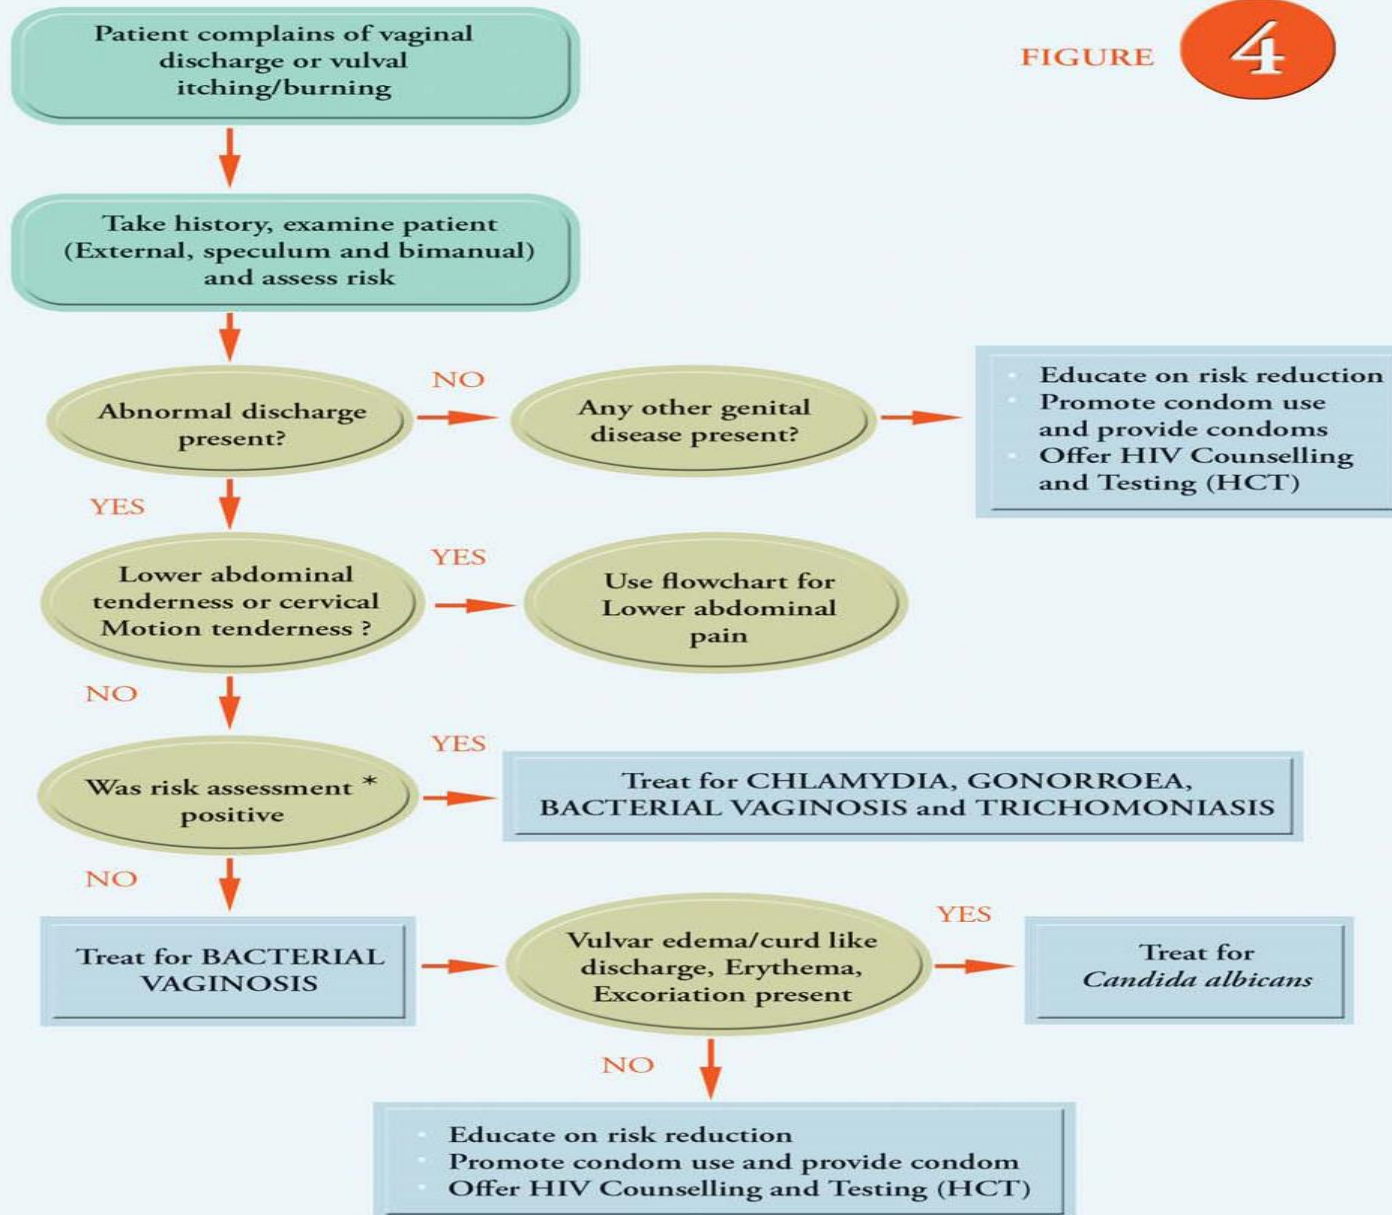 FIGURE 4
Patient complains of vaginal
discharge or vulval
itching/burning
Take history, examine patient
(External, speculum and bimanual)
and assess risk
Abnormal discharge
present?
NO
Any other genital
disease present?
Educate on risk reduction
Promote condom use
and provide condoms
Offer HIV Counselling
and Testing (HCT)
YES
Lower abdominal
tenderness or cervical
Motion tenderness ?
YES
Use flowchart for
Lower abdominal
pain
NO
Was risk assessment *
positive
YES
Treat for CHLAMYDIA, GONORROEA,
BACTERIAL VAGINOSIS and TRICHOMONIASIS
NO
Treat for BACTERIAL
VAGINOSIS
Vulvar edema/curd like
discharge, Erythema,
Excoriation present
YES
Treat for
Candida albicans
NO
Educate on risk reduction
Promote condom use and provide condom
Offer HIV Counselling and Testing (HCT)